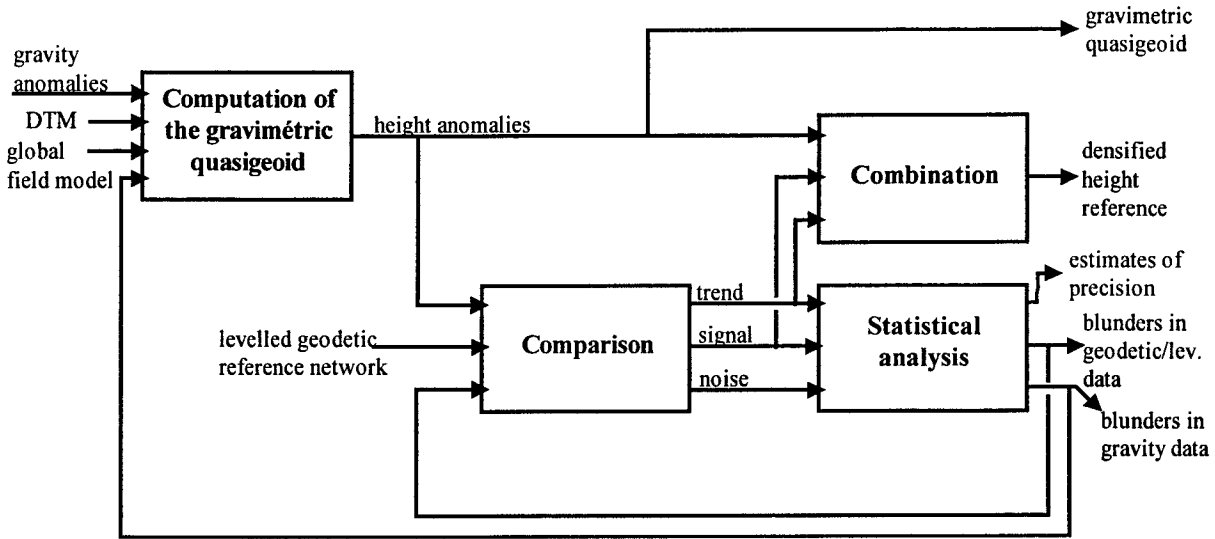 gravimetric
quasigeoid
gravity
anomalies
DTM
global
field model
Computation of
the gravimétric
quasigeoid
height anomalies
Combination
densified
height
reference
levelled geodetic
reference network
Comparison
trend
signal
noise
Statistical
analysis
estimates of
precision
blunders in
geodetic/lev.
data
blunders in
gravity data